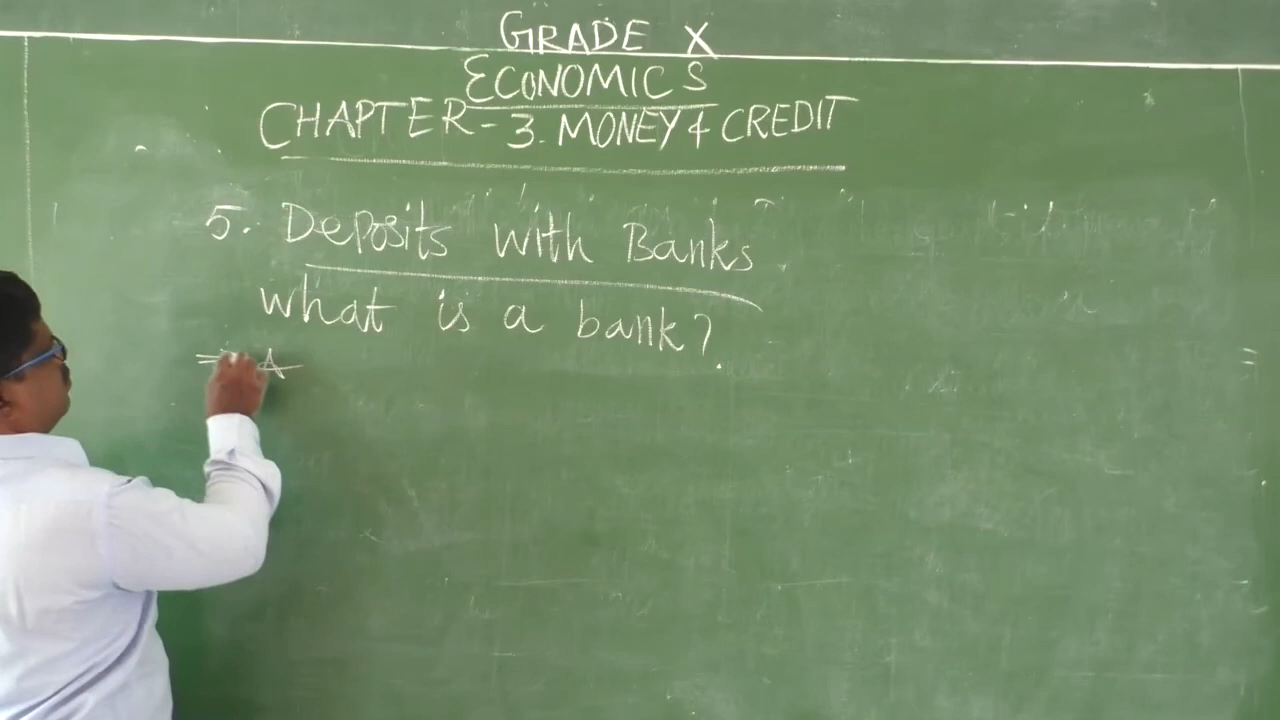 GRADE X
ECONOMICS
CHAPTER - 3. MONEY & CREDIT
5. Deposits with Banks
What is a bank?
⇒ A